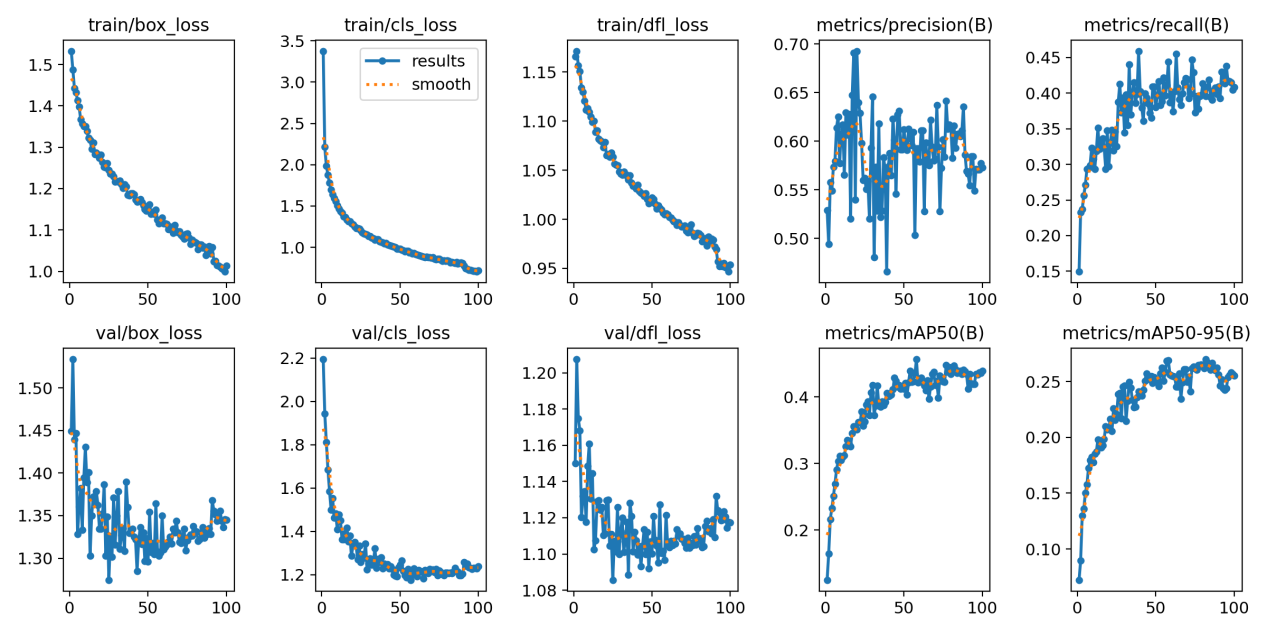 train/box_loss
1.5
1.4
1.3
1.2
1.1
1.0
0 50 100
train/cls_loss
3.5
3.0
2.5
2.0
1.5
1.0
0 50 100
results
smooth
train/dfl_loss
1.15
1.10
1.05
1.00
0.95
0 50 100
metrics/precision(B)
0.70
0.65
0.60
0.55
0.50
0 50 100
metrics/recall(B)
0.45
0.40
0.35
0.30
0.25
0.20
0.15
0 50 100
val/box_loss
1.50
1.45
1.40
1.35
1.30
0 50 100
val/cls_loss
2.2
2.0
1.8
1.6
1.4
1.2
0 50 100
val/dfl_loss
1.20
1.18
1.16
1.14
1.12
1.10
1.08
0 50 100
metrics/mAP50(B)
0.4
0.3
0.2
0 50 100
metrics/mAP50-95(B)
0.25
0.20
0.15
0.10
0 50 100